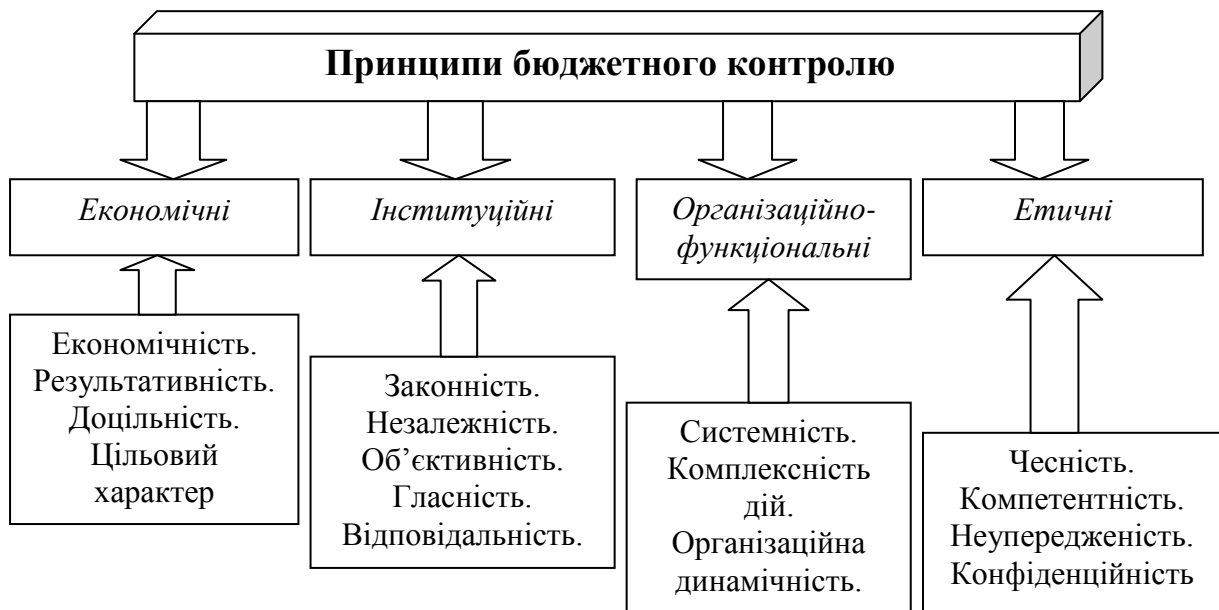 Принципи бюджетного контролю
Економічні
Інституційні
Організаційно-
функціональні
Етичні
Економічність.
Результативність.
Доцільність.
Цільовий
характер
Законність.
Незалежність.
Об’єктивність.
Гласність.
Відповідальність.
Системність.
Комплексність
дій.
Організаційна
динамічність.
Чесність.
Компетентність.
Неупередженість.
Конфіденційність